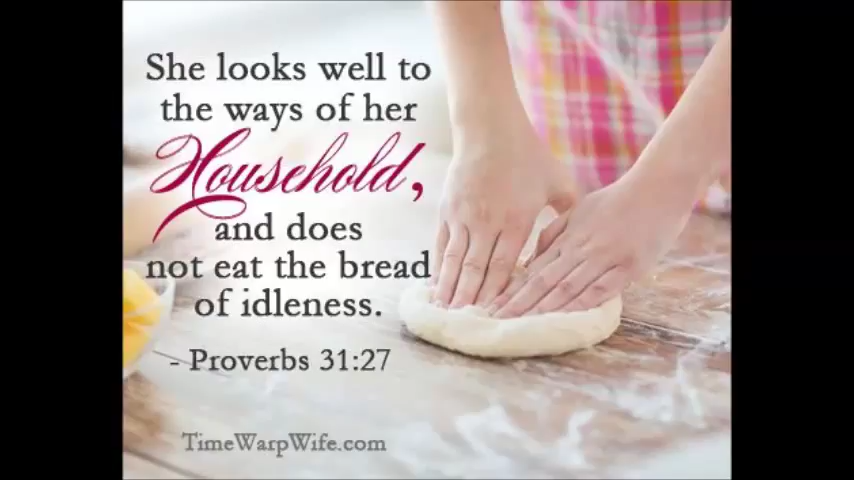 She looks well to
the ways of her
Household,
and does
not eat the bread
of idleness.
- Proverbs 31:27
TimeWarpWife.com